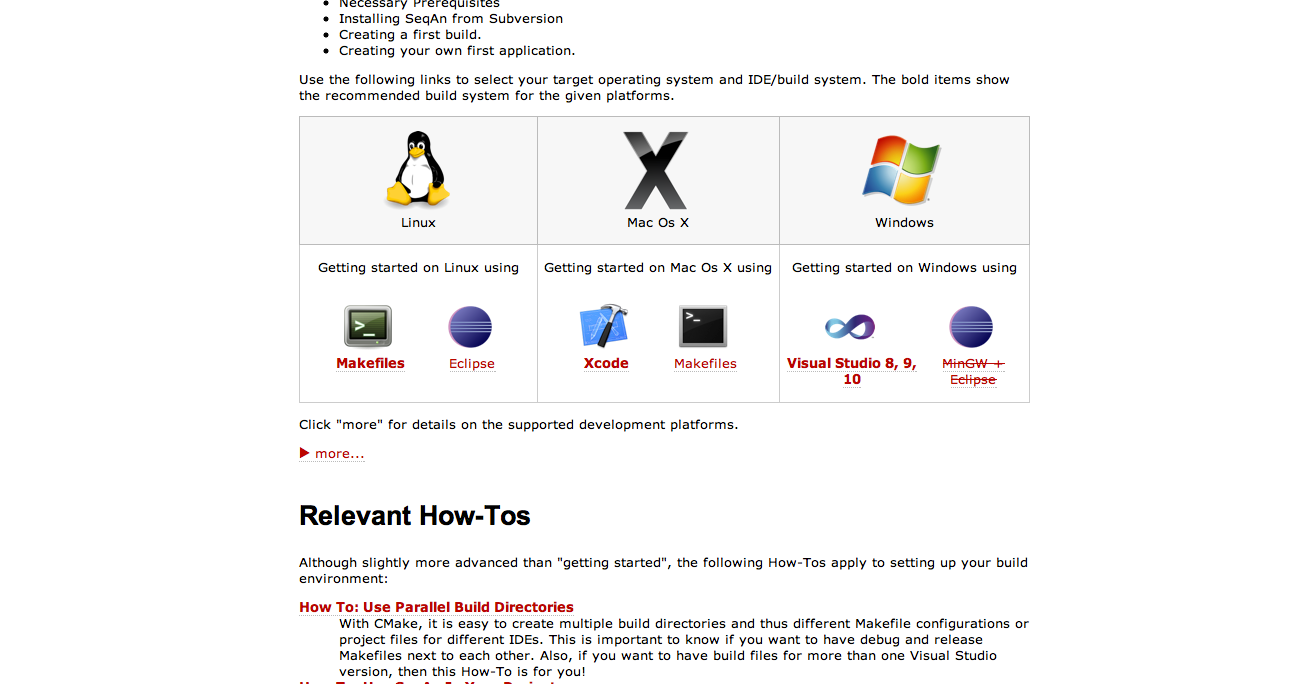 Necessary Prerequisites
Installing SeqAn from Subversion
Creating a first build.
Creating your own first application.
Use the following links to select your target operating system and IDE/build system. The bold items show
the recommended build system for the given platforms.
Linux
Mac Os X
Windows
Getting started on Linux using
Getting started on Mac Os X using
Getting started on Windows using
Makefiles
Eclipse
Xcode
Makefiles
Visual Studio 8, 9,
10
MinGW +
Eclipse
Click "more" for details on the supported development platforms.
more...
Relevant How-Tos
Although slightly more advanced than "getting started", the following How-Tos apply to setting up your build
environment:
How To: Use Parallel Build Directories
With CMake, it is easy to create multiple build directories and thus different Makefile configurations or
project files for different IDEs. This is important to know if you want to have debug and release
Makefiles next to each other. Also, if you want to have build files for more than one Visual Studio
version, then this How-To is for you!